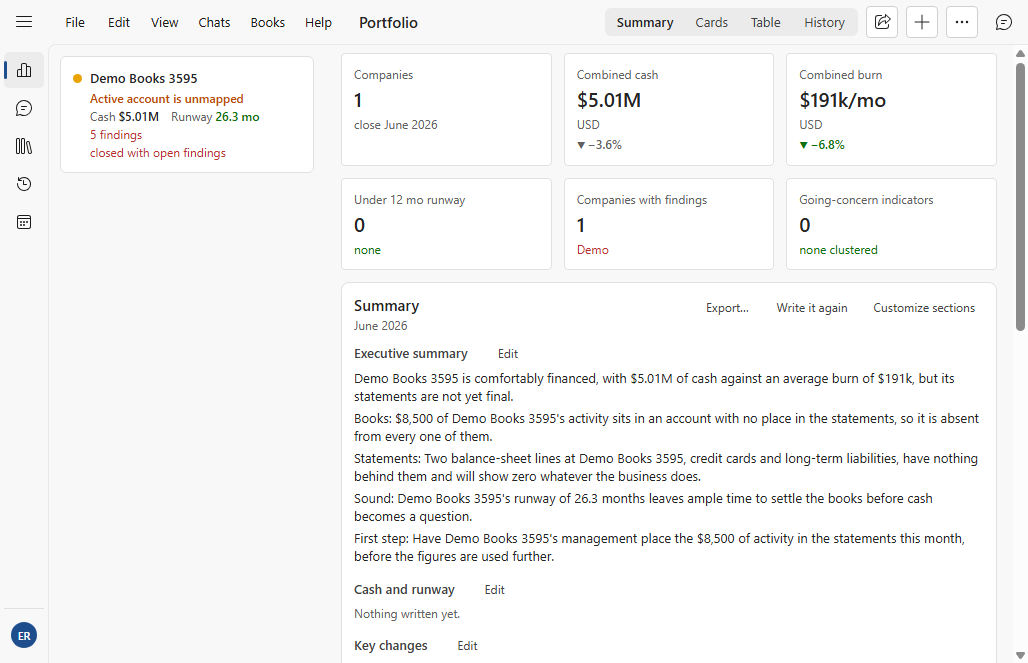 File Edit View Chats Books Help Portfolio Summary Cards Table History
Demo Books 3595
Active account is unmapped
Cash $5.01M Runway 26.3 mo
5 findings
closed with open findings
Companies
1
close June 2026
Combined cash
$5.01M
USD
▼ −3.6%
Combined burn
$191k/mo
USD
▼ −6.8%
Under 12 mo runway
0
none
Companies with findings
1
Demo
Going-concern indicators
0
none clustered
Summary Export... Write it again Customize sections
June 2026
Executive summary Edit
Demo Books 3595 is comfortably financed, with $5.01M of cash against an average burn of $191k, but its
statements are not yet final.
Books: $8,500 of Demo Books 3595's activity sits in an account with no place in the statements, so it is absent
from every one of them.
Statements: Two balance-sheet lines at Demo Books 3595, credit cards and long-term liabilities, have nothing
behind them and will show zero whatever the business does.
Sound: Demo Books 3595's runway of 26.3 months leaves ample time to settle the books before cash
becomes a question.
First step: Have Demo Books 3595's management place the $8,500 of activity in the statements this month,
before the figures are used further.
Cash and runway Edit
Nothing written yet.
Key changes Edit
ER